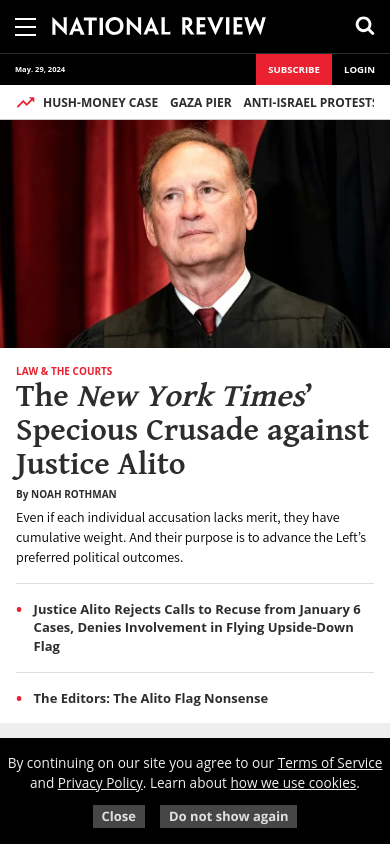 NATIONAL REVIEW
May. 29, 2024
SUBSCRIBE
LOGIN
HUSH-MONEY CASE GAZA PIER ANTI-ISRAEL PROTESTS
LAW & THE COURTS
The New York Times’
Specious Crusade against
Justice Alito
By NOAH ROTHMAN
Even if each individual accusation lacks merit, they have
cumulative weight. And their purpose is to advance the Left’s
preferred political outcomes.
Justice Alito Rejects Calls to Recuse from January 6
Cases, Denies Involvement in Flying Upside-Down
Flag
The Editors: The Alito Flag Nonsense
By continuing on our site you agree to our Terms of Service
and Privacy Policy. Learn about how we use cookies.
Close
Do not show again